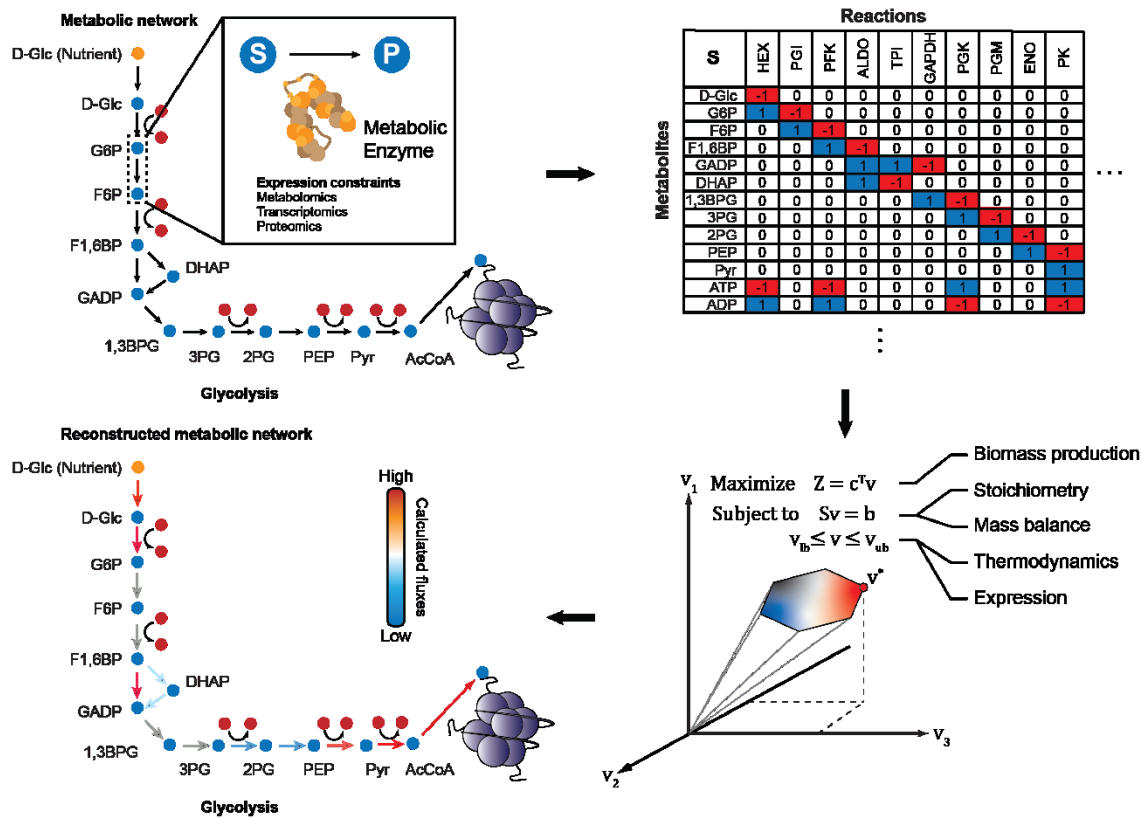 Metabolic network
D-Glc (Nutrient)
D-Glc
G6P
F6P
F1,6BP
DHAP
GADP
1,3BPG
3PG 2PG PEP Pyr AcCoA
Glycolysis
S P
Metabolic
Enzyme
Expression constraints
Metabolomics
Transcriptomics
Proteomics
Reactions
Metabolites
S HEX PGI PFK ALDO TPI GAPDH PGK PGM ENO PK
D-Glc -1 0 0 0 0 0 0 0 0 0
G6P 1 -1 0 0 0 0 0 0 0 0
F6P 0 1 -1 0 0 0 0 0 0 0
F1,6BP 0 0 1 -1 0 0 0 0 0 0
GADP 0 0 0 1 1 -1 0 0 0 0
DHAP 0 0 0 1 -1 0 0 0 0 0
1,3BPG 0 0 0 0 0 1 -1 0 0 0
3PG 0 0 0 0 0 0 1 -1 0 0
2PG 0 0 0 0 0 0 0 1 -1 0
PEP 0 0 0 0 0 0 0 0 1 -1
Pyr 0 0 0 0 0 0 0 0 0 1
ATP -1 0 -1 0 0 0 1 0 0 1
ADP 1 0 1 0 0 0 -1 0 0 -1
...
⋮
Maximize Z = cᵀv
Subject to Sv = b
v_lb ≤ v ≤ v_ub
Biomass production
Stoichiometry
Mass balance
Thermodynamics
Expression
v₁
v*
v₃
v₂
Reconstructed metabolic network
D-Glc (Nutrient)
D-Glc
G6P
F6P
F1,6BP
DHAP
GADP
1,3BPG
3PG 2PG PEP Pyr AcCoA
Glycolysis
High
Calculated fluxes
Low